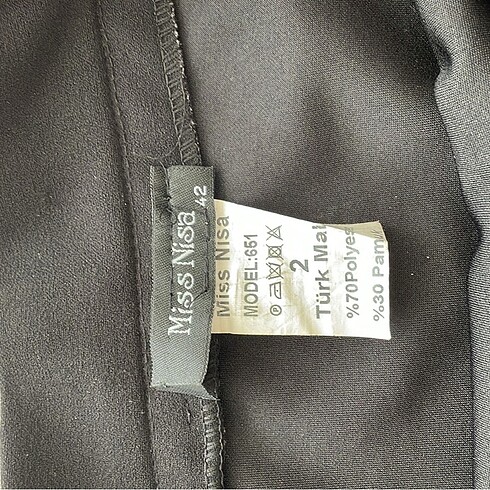 Miss Nisa
42
Miss Nisa
MODEL:651
2
Türk Mal
%70Polyes
%30 Pam